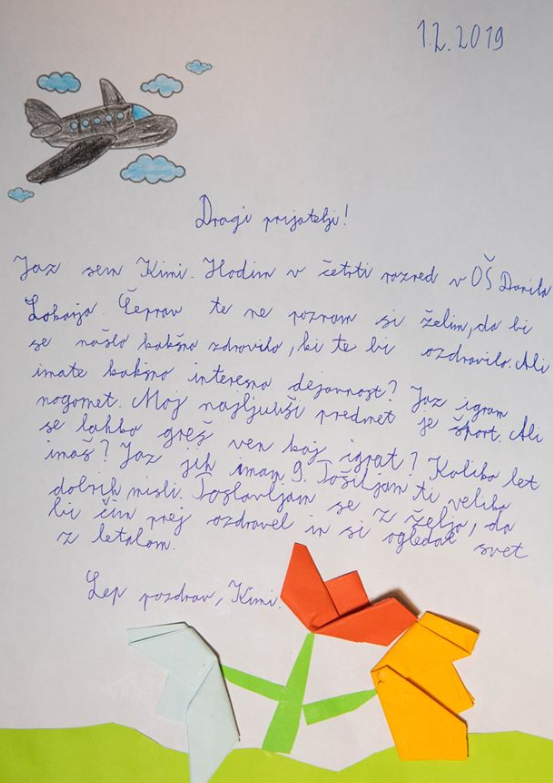 1.2.2019
Dragi prijatelji!
Jaz sem Kimi. Hodim v četrti razred v OŠ Danila
Lokarja. Čeprav te ne poznam si želim, da bi
se našlo kakšno zdravilo, ki te bi ozdravilo. Ali
imate kakšno interesno dejavnost? Jaz igram
nogomet. Moj najljubši predmet je šport. Ali
se lahko greš ven kaj igrat? Koliko let
imaš? Jaz jih imam 9. Pošiljam ti veliko
dobrih misli. Poslavljam se z željo, da
bi čim prej ozdravel in si ogledal svet
z letalom.
Lep pozdrav, Kimi.